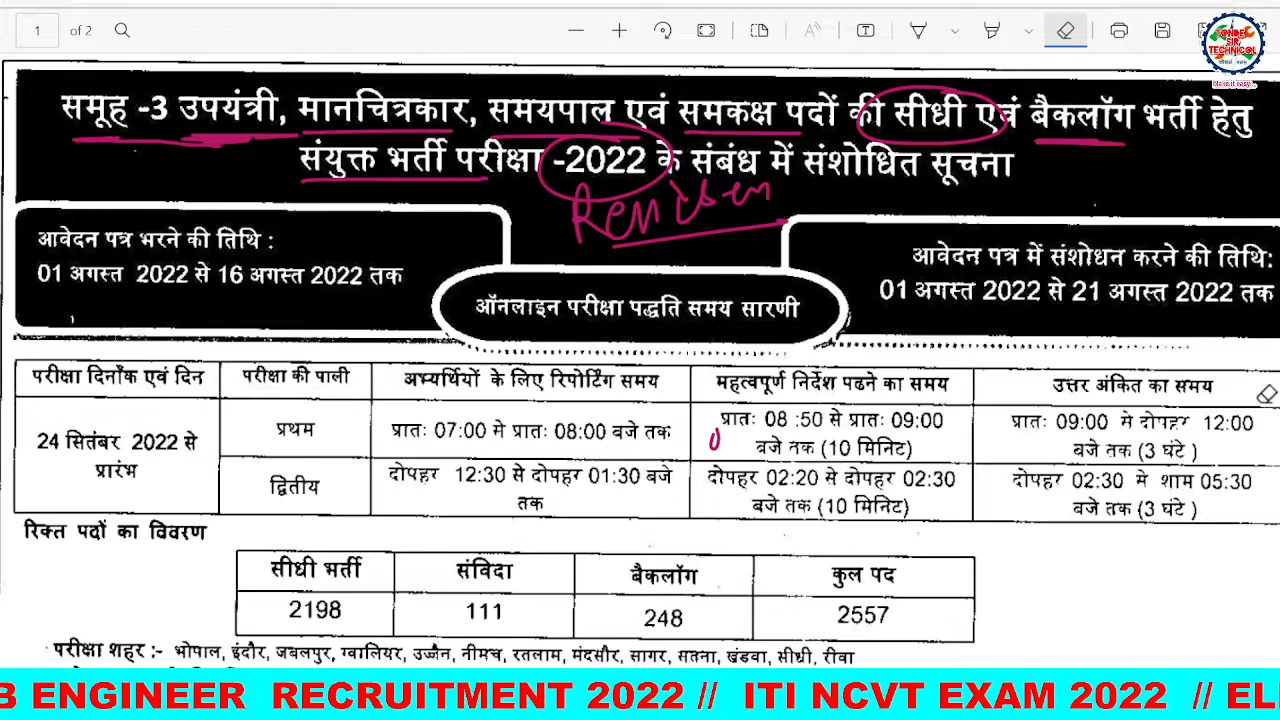 1 of 2
FONDEC SIR TECHNICOL
Make it easy...
समूह -3 उपयंत्री, मानचित्रकार, समयपाल एवं समकक्ष पदों की सीधी एवं बैकलॉग भर्ती हेतु
संयुक्त भर्ती परीक्षा -2022 के संबंध में संशोधित सूचना
आवेदन पत्र भरने की तिथि :
01 अगस्त 2022 से 16 अगस्त 2022 तक
आवेदन पत्र में संशोधन करने की तिथि:
01 अगस्त 2022 से 21 अगस्त 2022 तक
ऑनलाइन परीक्षा पद्धति समय सारणी
परीक्षा दिनाँक एवं दिन परीक्षा की पाली अभ्यर्थियों के लिए रिपोर्टिंग समय महत्वपूर्ण निर्देश पढने का समय उत्तर अंकित का समय
24 सितंबर 2022 से प्रारंभ
प्रथम प्रातः 07:00 मे प्रातः 08:00 बजे तक प्रातः 08 :50 से प्रातः 09:00 बजे तक (10 मिनिट) प्रातः 09:00 मे दोपहर 12:00 बजे तक (3 घंटे )
द्वितीय दोपहर 12:30 से दोपहर 01:30 बजे तक दोपहर 02:20 से दोपहर 02:30 बजे तक (10 मिनिट) दोपहर 02:30 मे शाम 05:30 बजे तक (3 घंटे )
रिक्त पदों का विवरण
सीधी भर्ती संविदा बैकलॉग कुल पद
2198 111 248 2557
परीक्षा शहर :- भोपाल, इंदौर, जबलपुर, ग्वालियर, उज्जैन, नीमच, रतलाम, मंदसौर, सागर, सतना, खंडवा, सीधी, रीवा
B ENGINEER RECRUITMENT 2022 // ITI NCVT EXAM 2022 // EL